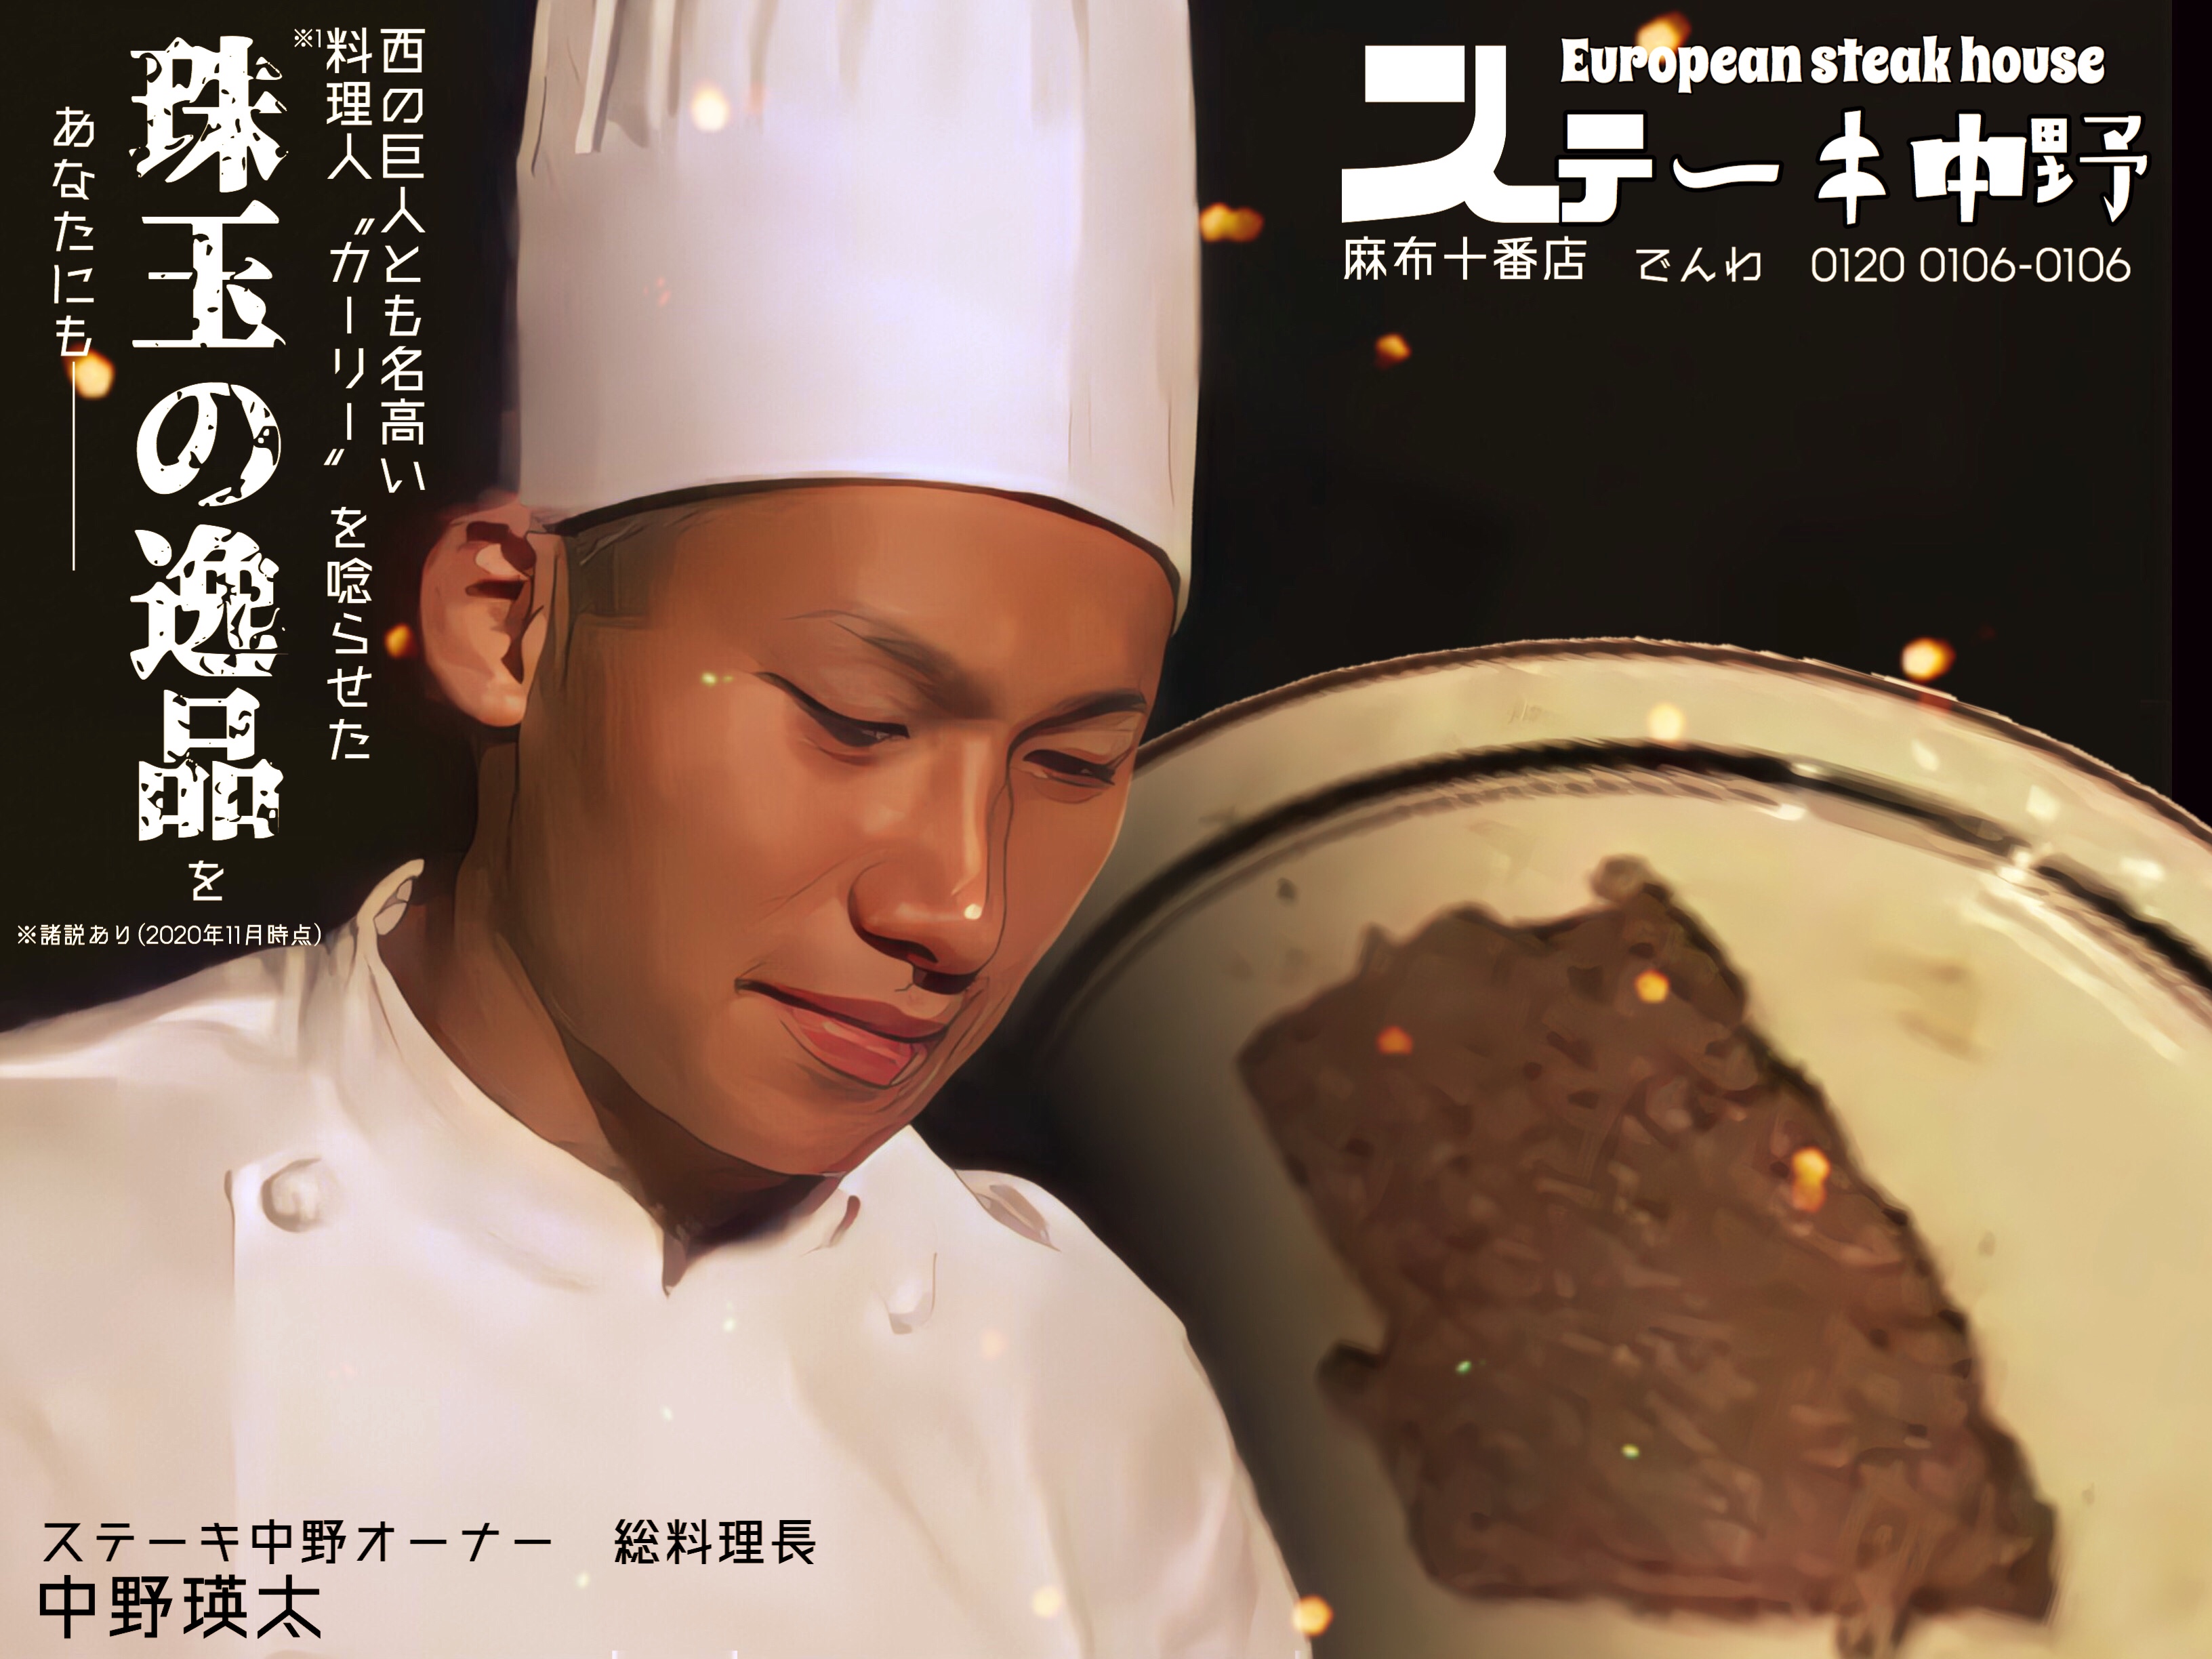 西の巨人とも名高い
※1料理人〝カーリー〟を唸らせた
珠玉の逸品を
あなたにも――
※諸説あり(2020年11月時点)
European steak house
ステーキ中野
麻布十番店 でんわ 0120 0106-0106
ステーキ中野オーナー 総料理長
中野瑛太